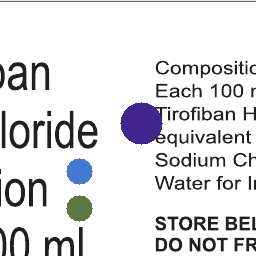 ban
loride
ion
00 ml
Compositio
Each 100 m
Tirofiban H
equivalent
Sodium Ch
Water for I
STORE BEL
DO NOT FR